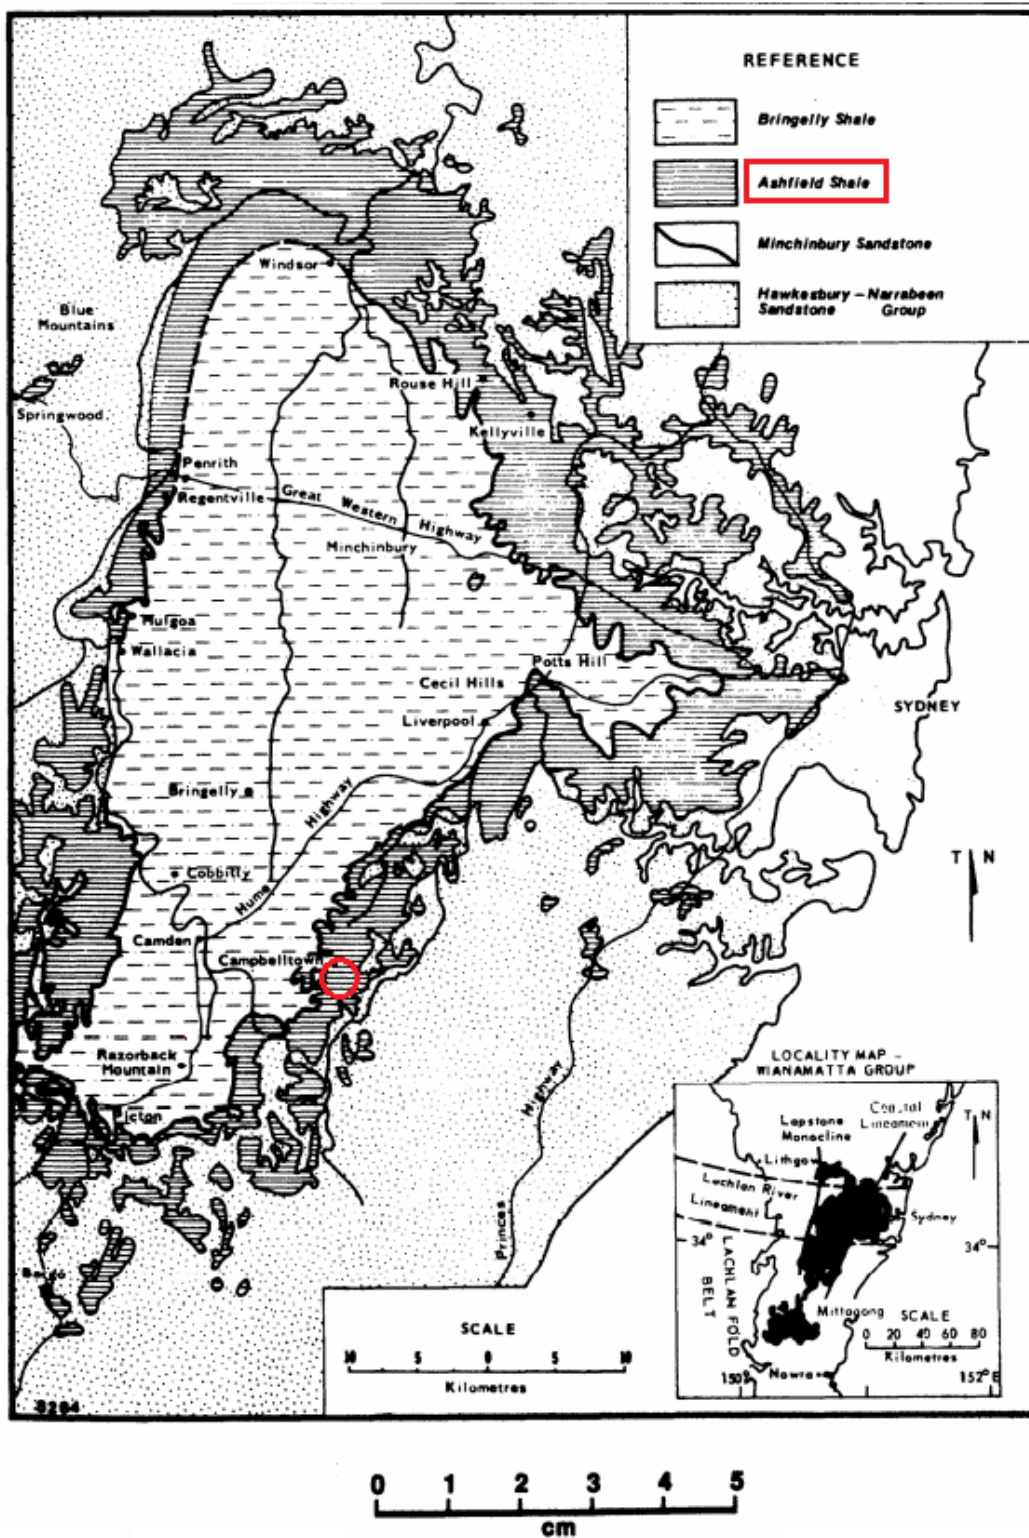 REFERENCE
Bringelly Shale
Ashfield Shale
Minchinbury Sandstone
Hawkesbury – Narrabeen
Sandstone Group
Windsor
Blue
Mountains
Rouse Hill
Springwood
Kellyville
Penrith
Regentville
Great Western Highway
Minchinbury
Mulgoa
Wallacia
Potts Hill
Cecil Hills
SYDNEY
Liverpool
Bringelly
Highway
T N
Cobbitty
Hume
Camden
Campbelltown
Razorback
Mountain
Highway
LOCALITY MAP –
WIANAMATTA GROUP
Coastal
Lineament
T N
Lapstone
Monocline
Lithgow
Lachlan River
Lineament
Sydney
34°
34°
LACHLAN FOLD
BELT
Princes
Mittagong
SCALE
0 20 40 60 80
Kilometres
Nowra
150°
152°E
SCALE
10 5 0 5 10
Kilometres
8284
0 1 2 3 4 5
cm